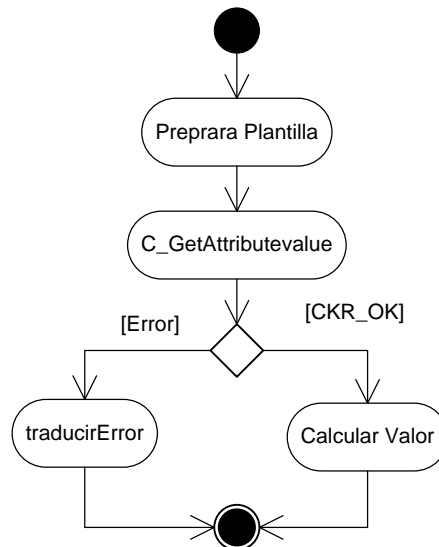 Preprara Plantilla
C_GetAttributevalue
[Error]
[CKR_OK]
traducirError
Calcular Valor